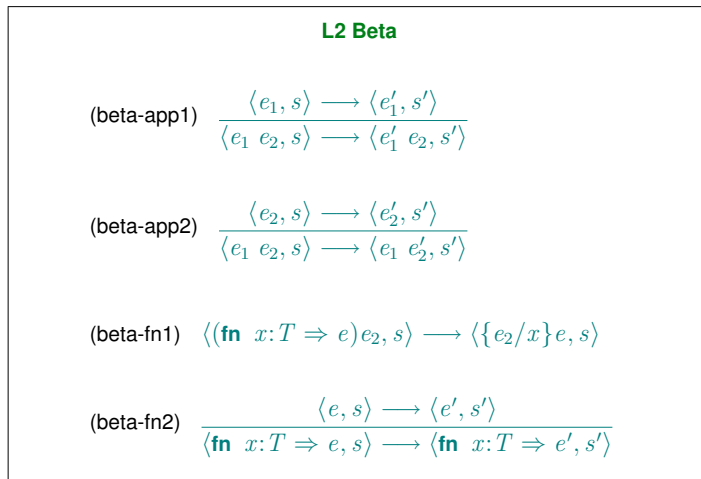 L2 Beta
(beta-app1) ⟨e₁, s⟩ ⟶ ⟨e′₁, s′⟩
⟨e₁ e₂, s⟩ ⟶ ⟨e′₁ e₂, s′⟩
(beta-app2) ⟨e₂, s⟩ ⟶ ⟨e′₂, s′⟩
⟨e₁ e₂, s⟩ ⟶ ⟨e₁ e′₂, s′⟩
(beta-fn1) ⟨(fn x:T ⇒ e)e₂, s⟩ ⟶ ⟨{e₂/x}e, s⟩
(beta-fn2) ⟨e, s⟩ ⟶ ⟨e′, s′⟩
⟨fn x:T ⇒ e, s⟩ ⟶ ⟨fn x:T ⇒ e′, s′⟩